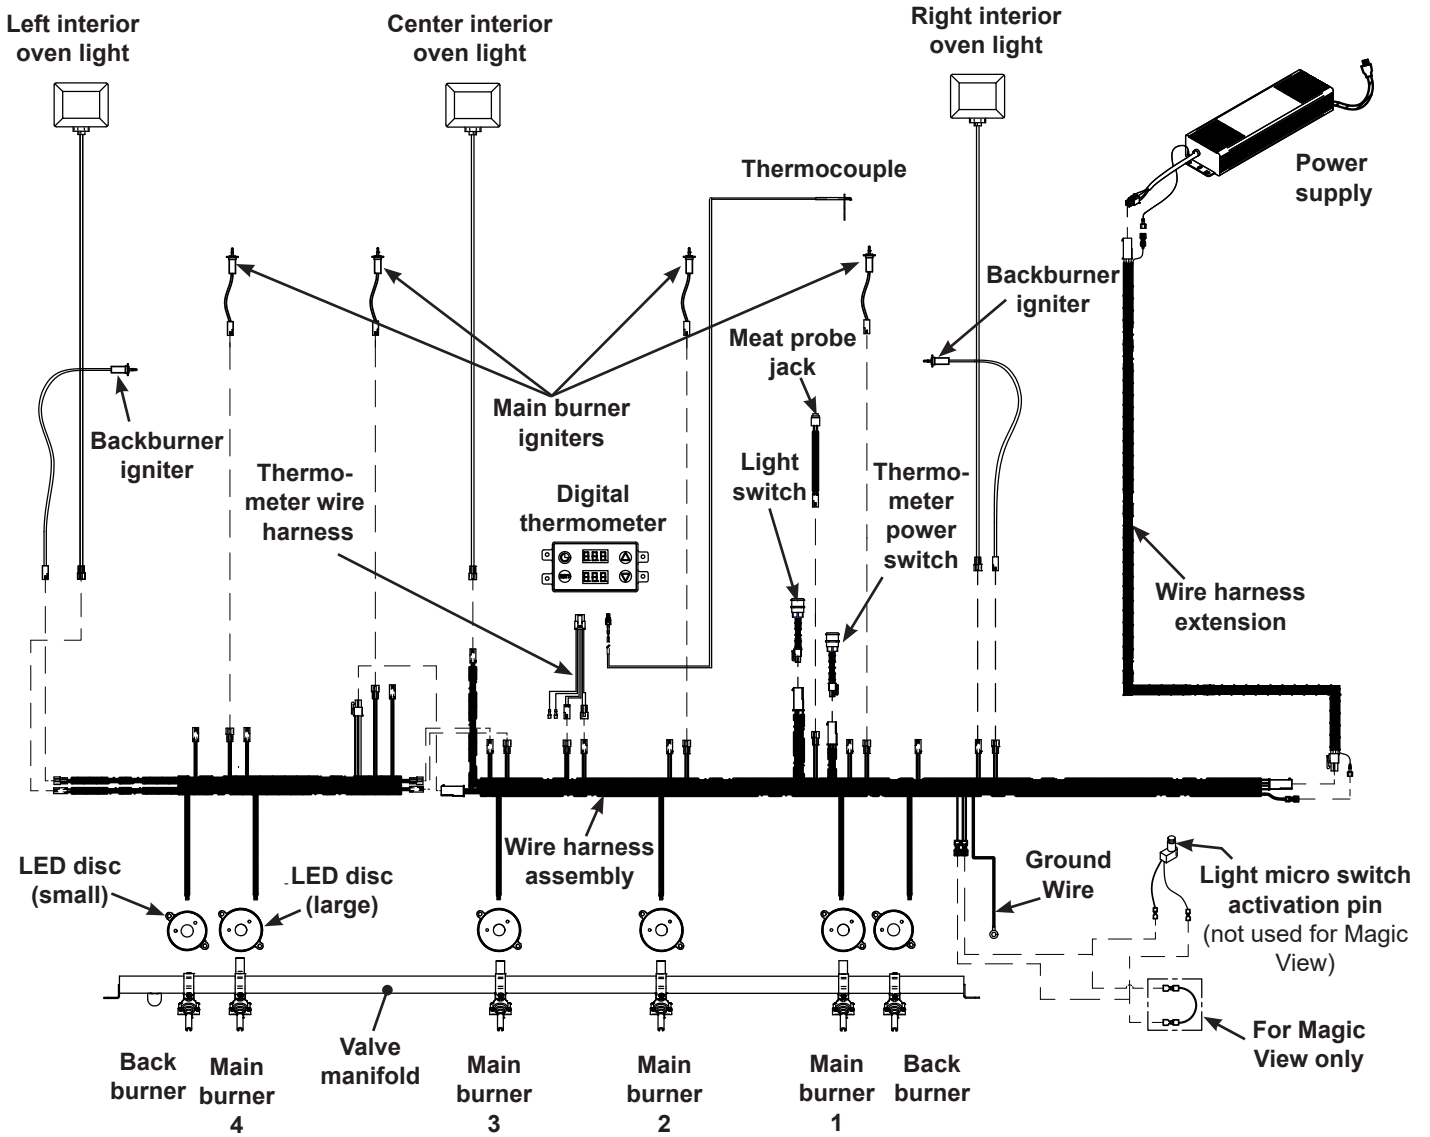 Left interior
oven light
Center interior
oven light
Right interior
oven light
Power
supply
Thermocouple
Backburner
igniter
Meat probe
jack
Main burner
igniters
Backburner
igniter
Thermo-
meter wire
harness
Digital
thermometer
Light
switch
Thermo-
meter
power
switch
Wire harness
extension
Wire harness
assembly
LED disc
(small)
LED disc
(large)
Ground
Wire
Light micro switch
activation pin
(not used for Magic
View)
For Magic
View only
Valve
manifold
Back
burner
Main
burner
4
Main
burner
3
Main
burner
2
Main
burner
1
Back
burner